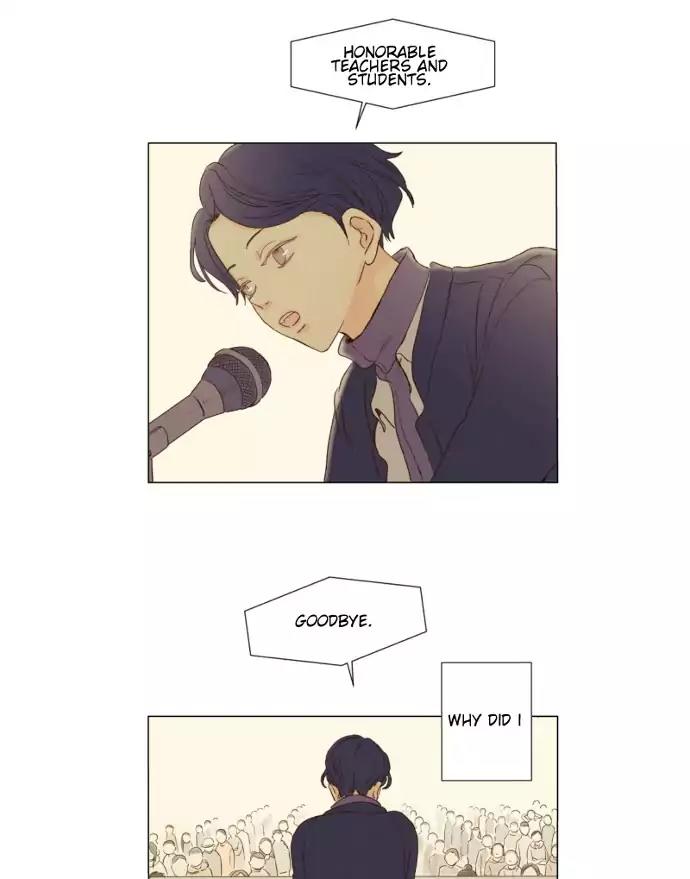 HONORABLE
TEACHERS AND
STUDENTS.
GOODBYE.
WHY DID I